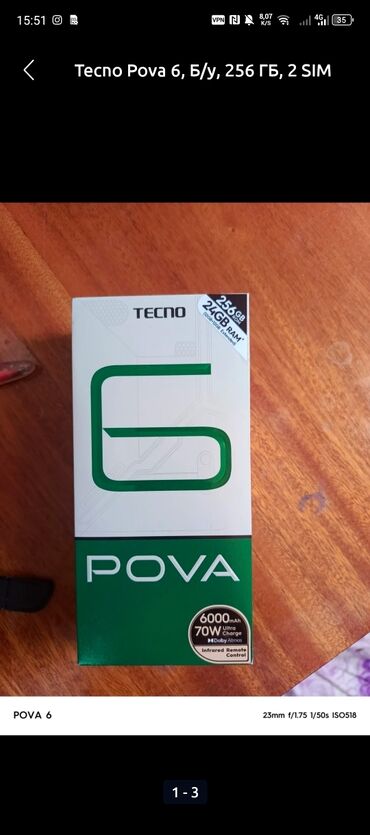 15:51
VPN
8,07
K/S
4G
35
Tecno Pova 6, Б/у, 256 ГБ, 2 SIM
TECNO
256GB
24GB RAM*
6
POVA
6000mAh
70W Ultra Charge
Dolby Atmos
Infrared Remote
Control
POVA 6
23mm f/1.75 1/50s ISO518
1 - 3